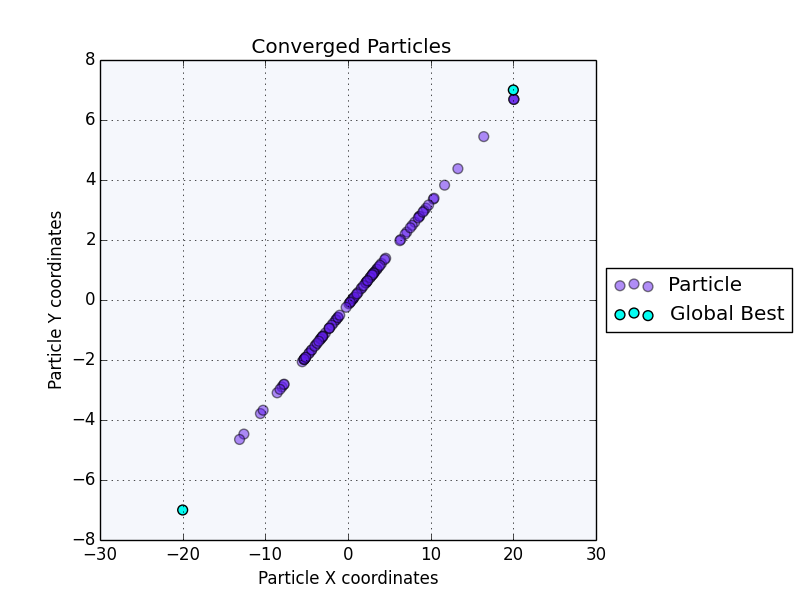 Converged Particles
8
6
4
2
0
−2
−4
−6
−8
−30 −20 −10 0 10 20 30
Particle X coordinates
Particle Y coordinates
Particle
Global Best